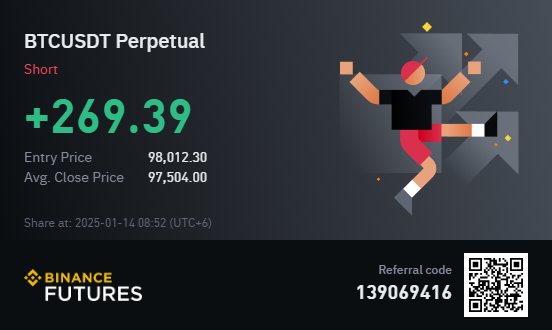 BTCUSDT Perpetual
Short
+269.39
Entry Price 98,012.30
Avg. Close Price 97,504.00
Share at: 2025-01-14 08:52 (UTC+6)
BINANCE
FUTURES
Referral code
139069416